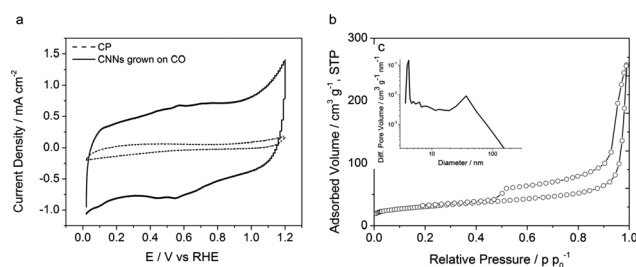 a
CP
CNNs grown on CO
Current Density / mA cm-2
1.5
1.0
0.5
0.0
-0.5
-1.0
0.0 0.2 0.4 0.6 0.8 1.0 1.2
E / V vs RHE
b
Adsorbed Volume / cm3 g-1, STP
300
200
100
0
0.0 0.2 0.4 0.6 0.8 1.0
Relative Pressure / p p0-1
c
Diff. Pore Volume / cm3 g-1 nm-1
10-1
10-2
10-3
10 100
Diameter / nm